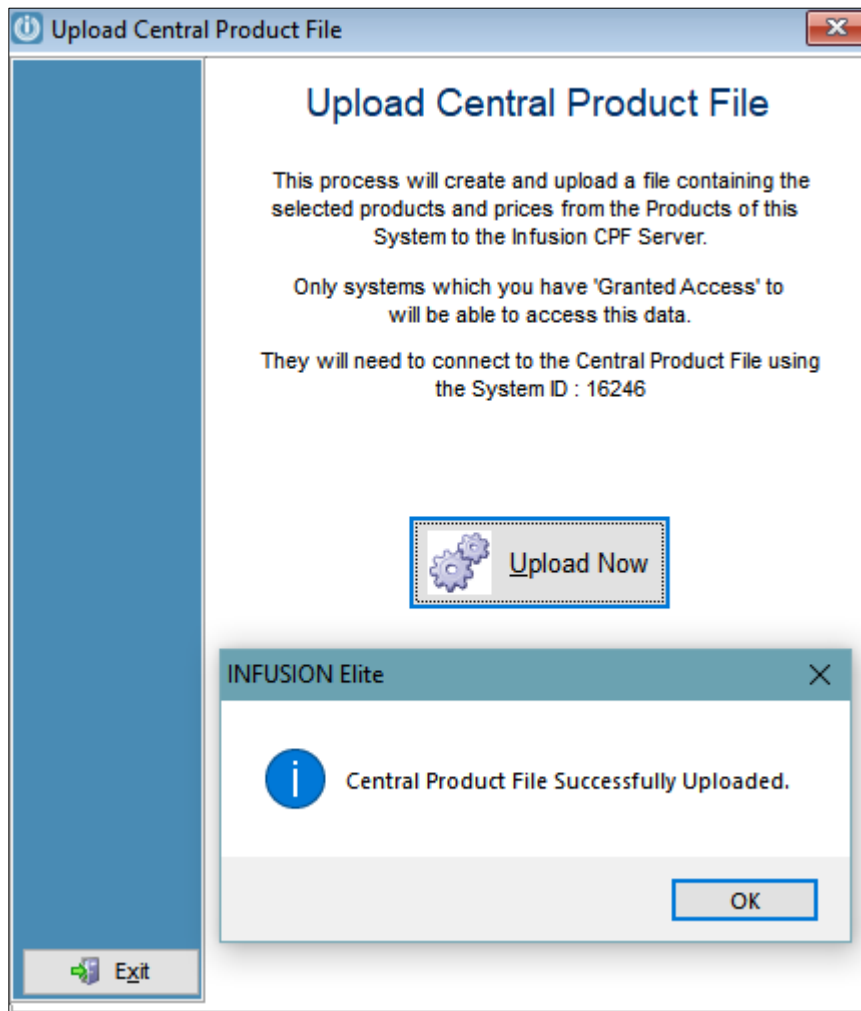 Upload Central Product File
Upload Central Product File
This process will create and upload a file containing the
selected products and prices from the Products of this
System to the Infusion CPF Server.
Only systems which you have 'Granted Access' to
will be able to access this data.
They will need to connect to the Central Product File using
the System ID : 16246
Upload Now
INFUSION Elite
Central Product File Successfully Uploaded.
OK
Exit